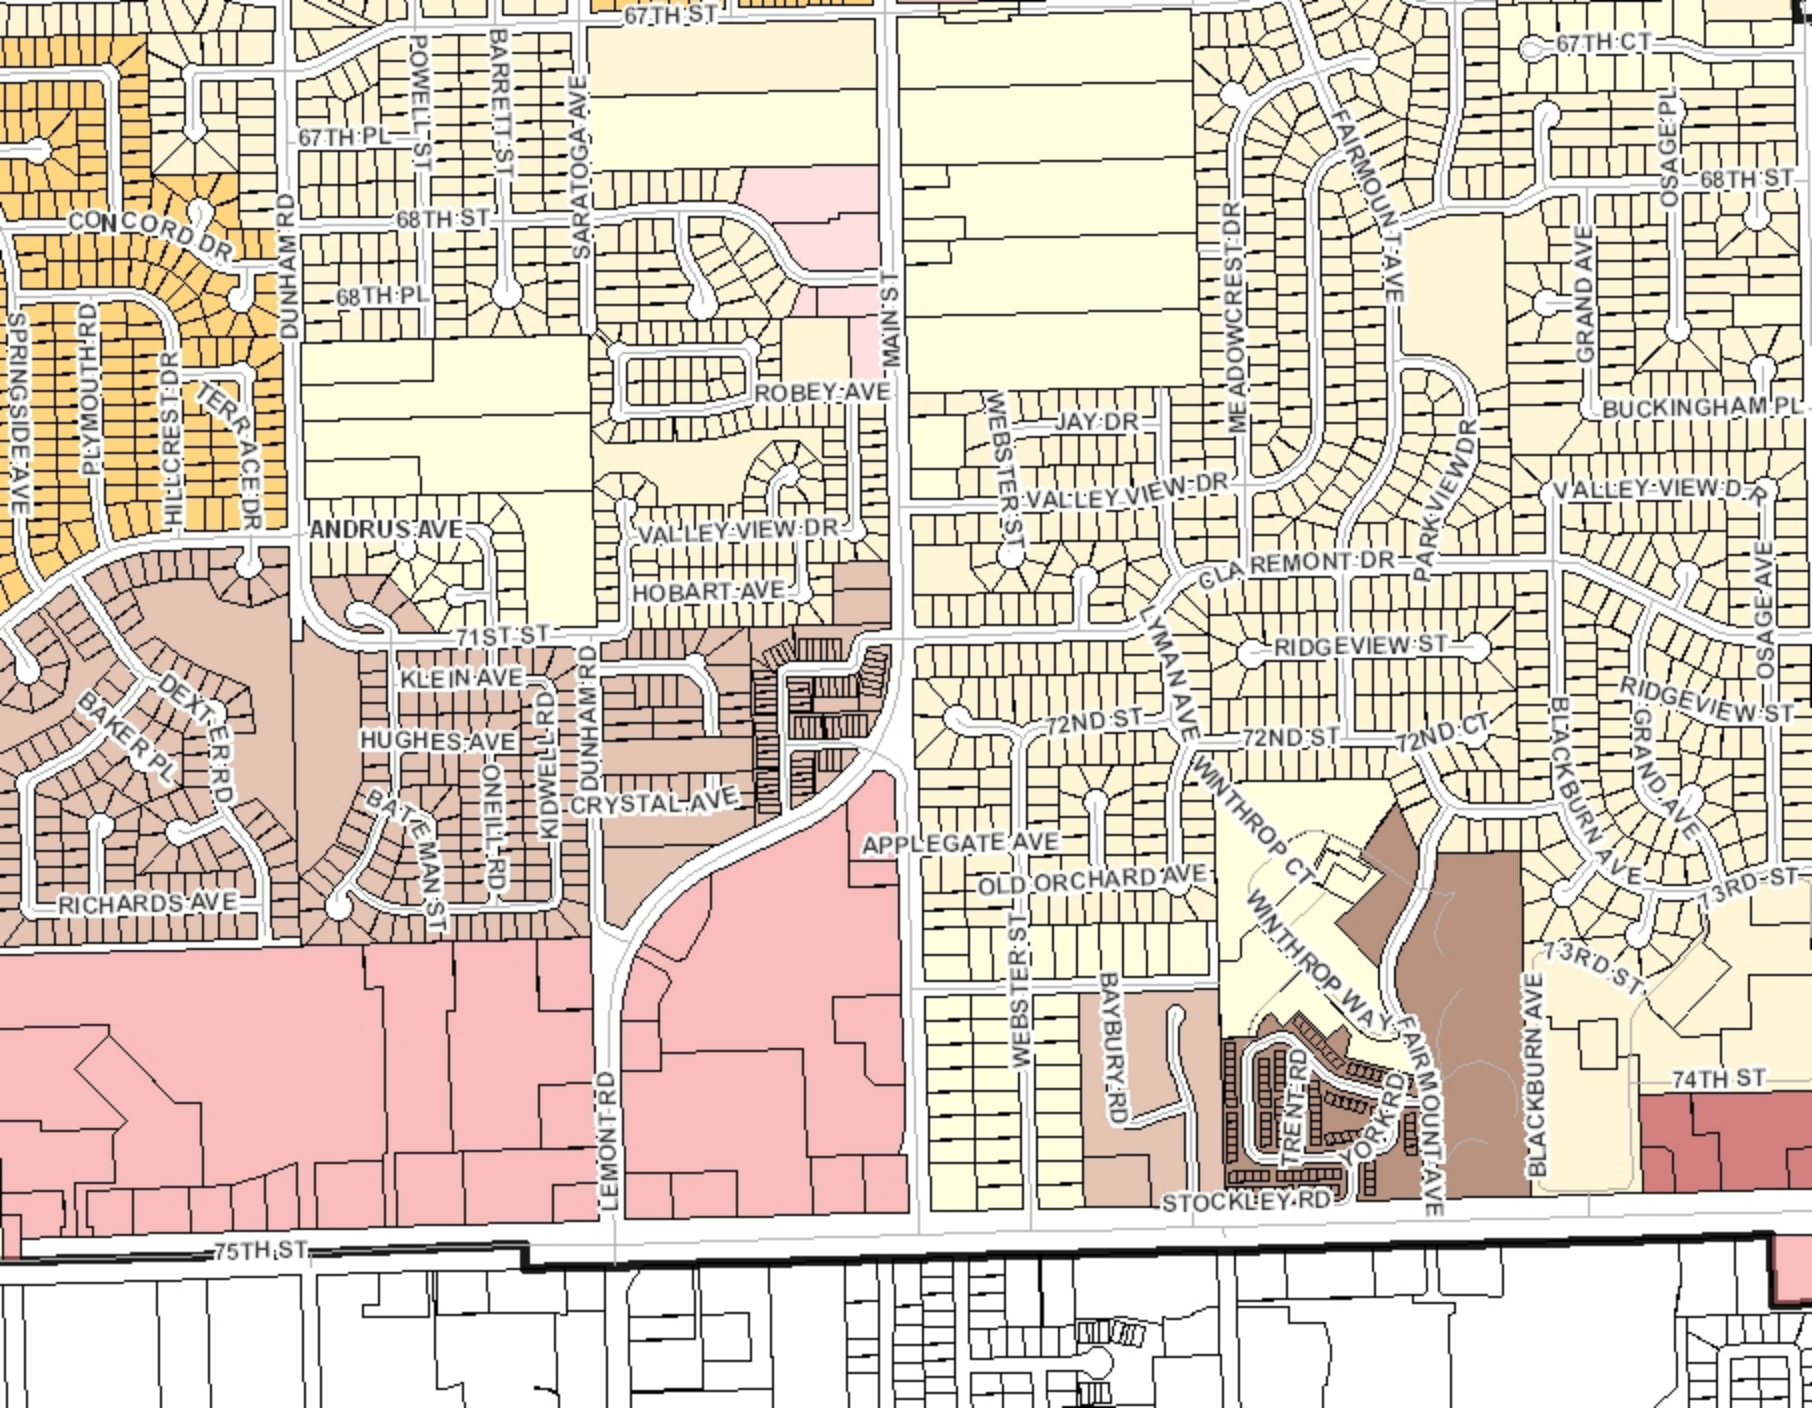 67TH ST
67TH CT
POWELL ST
BARRETT ST
SARATOGA AVE
67TH PL
FAIRMOUNT AVE
OSAGE PL
68TH ST
CONCORD DR
68TH ST
DUNHAM RD
MEADOWCREST DR
GRAND AVE
68TH PL
MAIN ST
SPRINGSIDE AVE
PLYMOUTH RD
HILLCREST DR
TERRACE DR
ROBEY AVE
WEBSTER ST
JAY DR
PARKVIEW DR
BUCKINGHAM PL
VALLEY VIEW DR
VALLEY VIEW DR
ANDRUS AVE
VALLEY VIEW DR
CLAREMONT DR
OSAGE AVE
HOBART AVE
71ST ST
LYMAN AVE
RIDGEVIEW ST
KLEIN AVE
DUNHAM RD
DEXTER RD
BAKER PL
RIDGEVIEW ST
72ND ST
72ND ST
72ND CT
BLACKBURN AVE
GRAND AVE
HUGHES AVE
ONEILL RD
KIDWELL RD
WINTHROP CT
CRYSTAL AVE
BATEMAN ST
APPLEGATE AVE
OLD ORCHARD AVE
73RD ST
RICHARDS AVE
WINTHROP WAY
73RD ST
WEBSTER ST
BAYBURY RD
FAIRMOUNT AVE
BLACKBURN AVE
LEMONT RD
TRENT RD
YORK RD
74TH ST
STOCKLEY RD
75TH ST